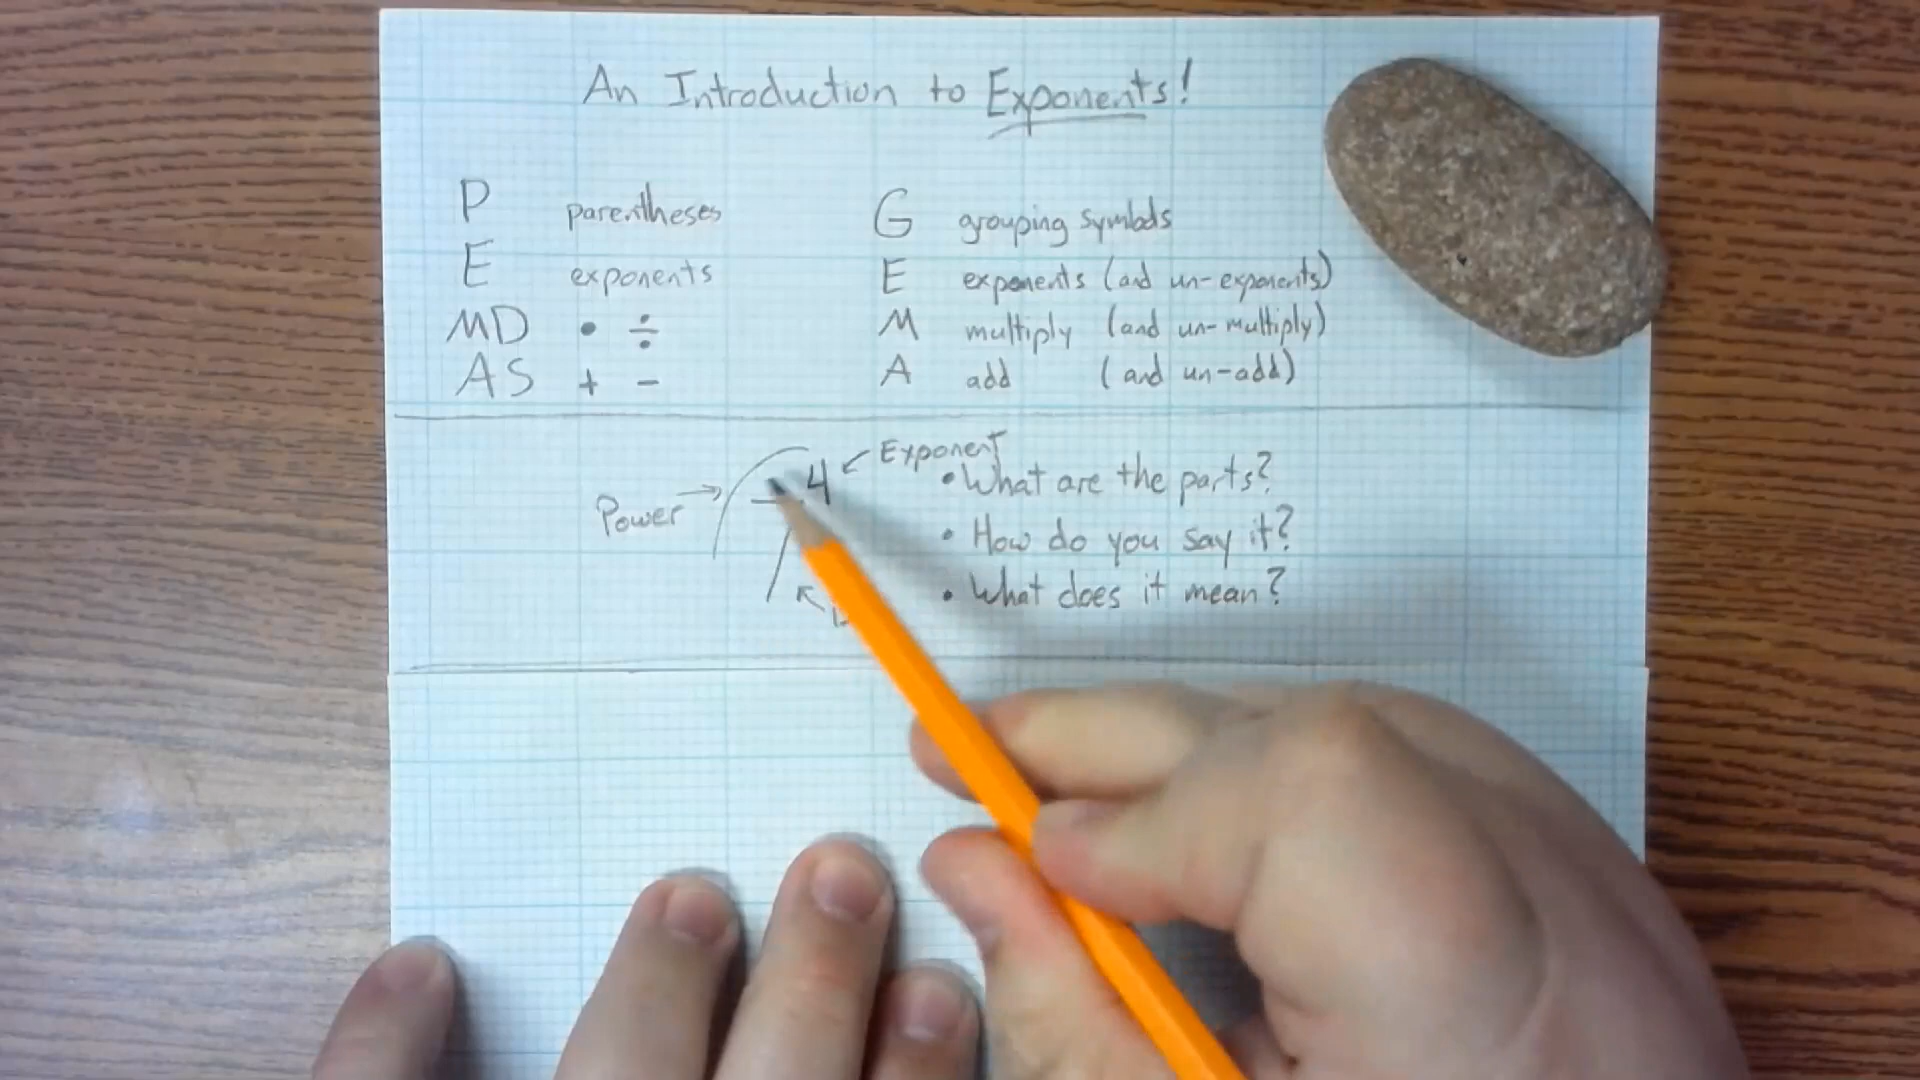 An Introduction to Exponents!
P parentheses
E exponents
MD • ÷
AS + −
G grouping symbols
E exponents (and un-exponents)
M multiply (and un-multiply)
A add (and un-add)
Power
4
Exponent
• What are the parts?
• How do you say it?
• What does it mean?